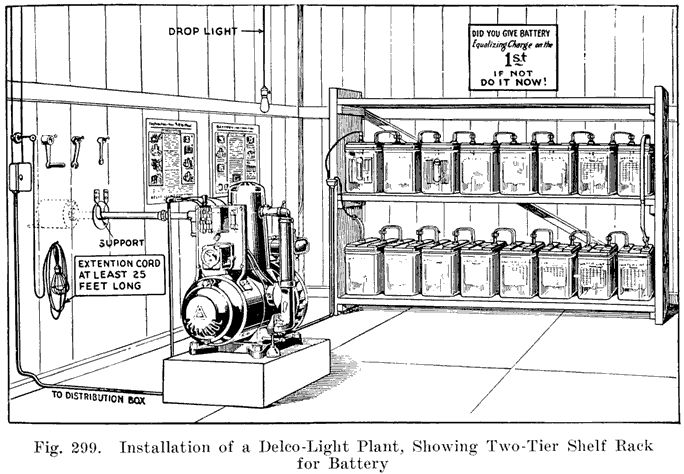 DROP LIGHT
DID YOU GIVE BATTERY
Equalizing Charge on the
1st
IF NOT
DO IT NOW!
SUPPORT
EXTENTION CORD
AT LEAST 25
FEET LONG
TO DISTRIBUTION BOX
Fig. 299. Installation of a Delco-Light Plant, Showing Two-Tier Shelf Rack
for Battery